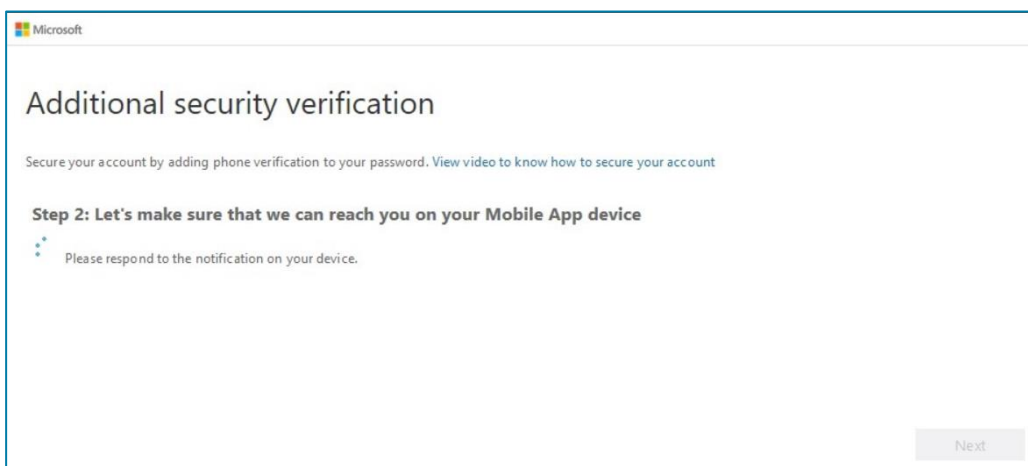 Microsoft
Additional security verification
Secure your account by adding phone verification to your password. View video to know how to secure your account
Step 2: Let's make sure that we can reach you on your Mobile App device
Please respond to the notification on your device.
Next